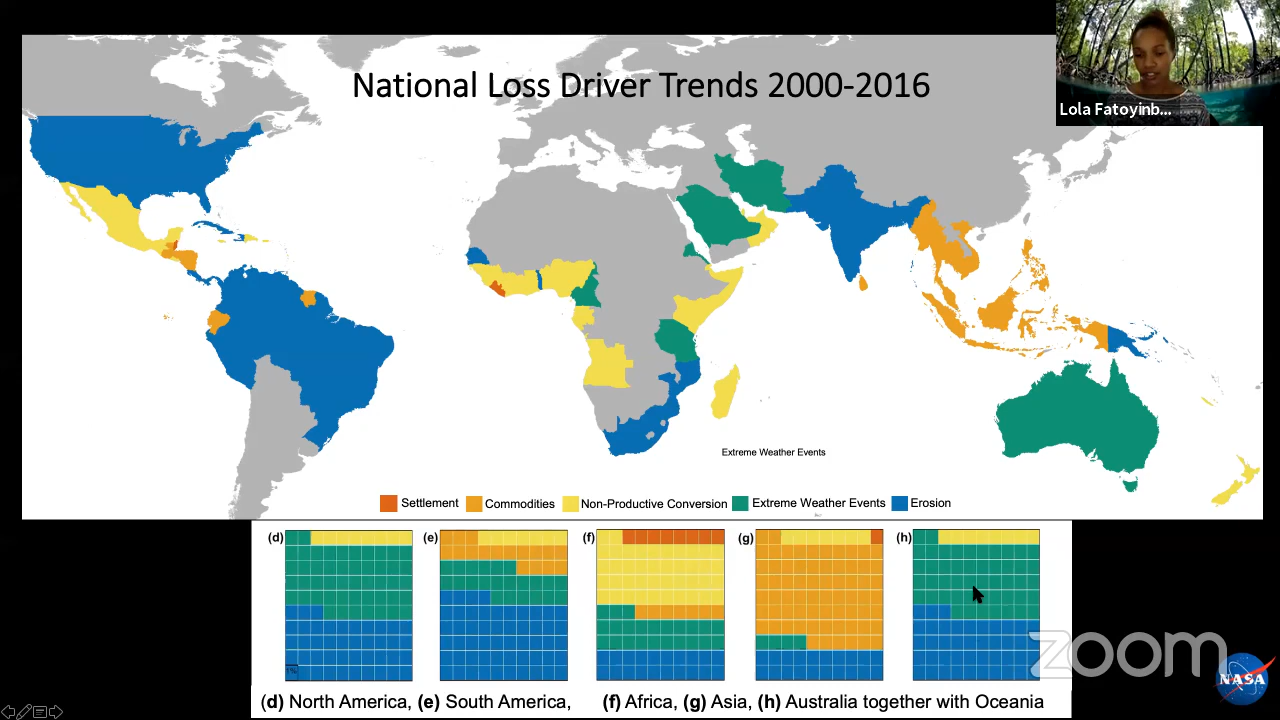 National Loss Driver Trends 2000-2016
Lola Fatoyinb...
Extreme Weather Events
Settlement Commodities Non-Productive Conversion Extreme Weather Events Erosion
(d) (e) (f) (g) (h)
1%
zoom
NASA
(d) North America, (e) South America, (f) Africa, (g) Asia, (h) Australia together with Oceania